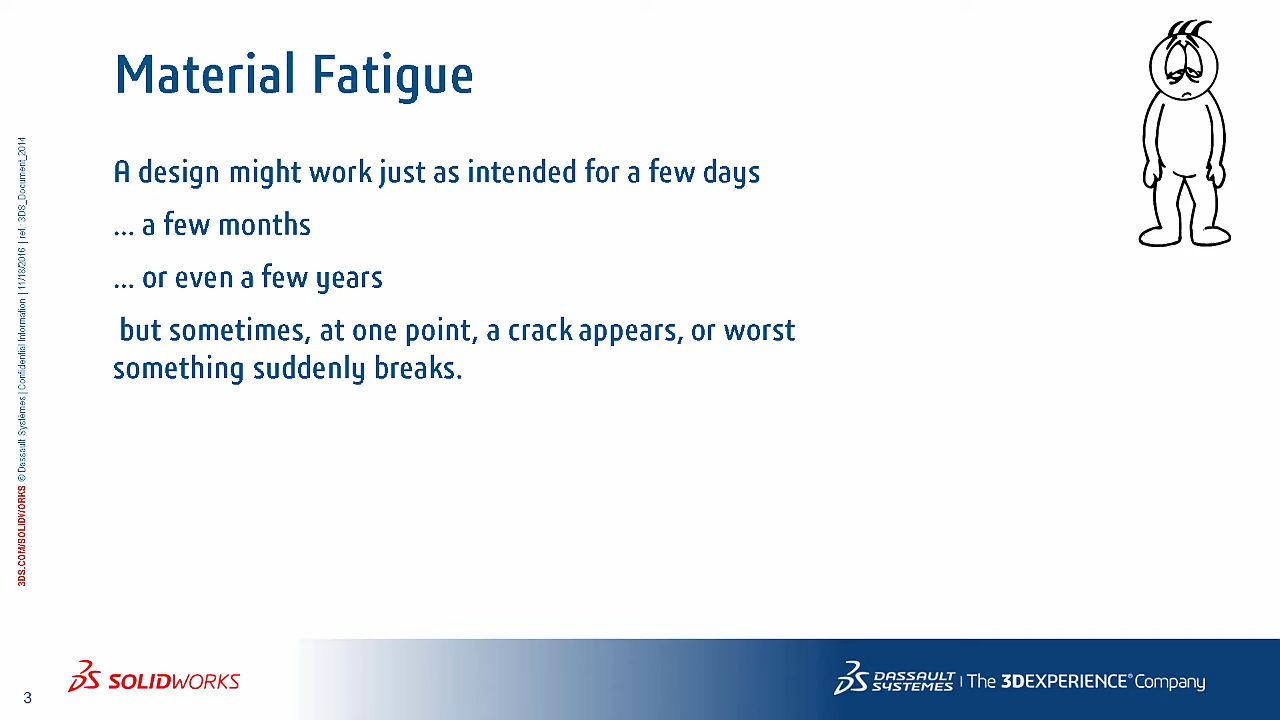 Material Fatigue
A design might work just as intended for a few days
... a few months
... or even a few years
but sometimes, at one point, a crack appears, or worst
something suddenly breaks.
3DS.COM/SOLIDWORKS © Dassault Systèmes | Confidential Information | 11/18/2016 | ref.: 3DS_Document_2014
3
SOLIDWORKS
DASSAULT SYSTEMES | The 3DEXPERIENCE® Company